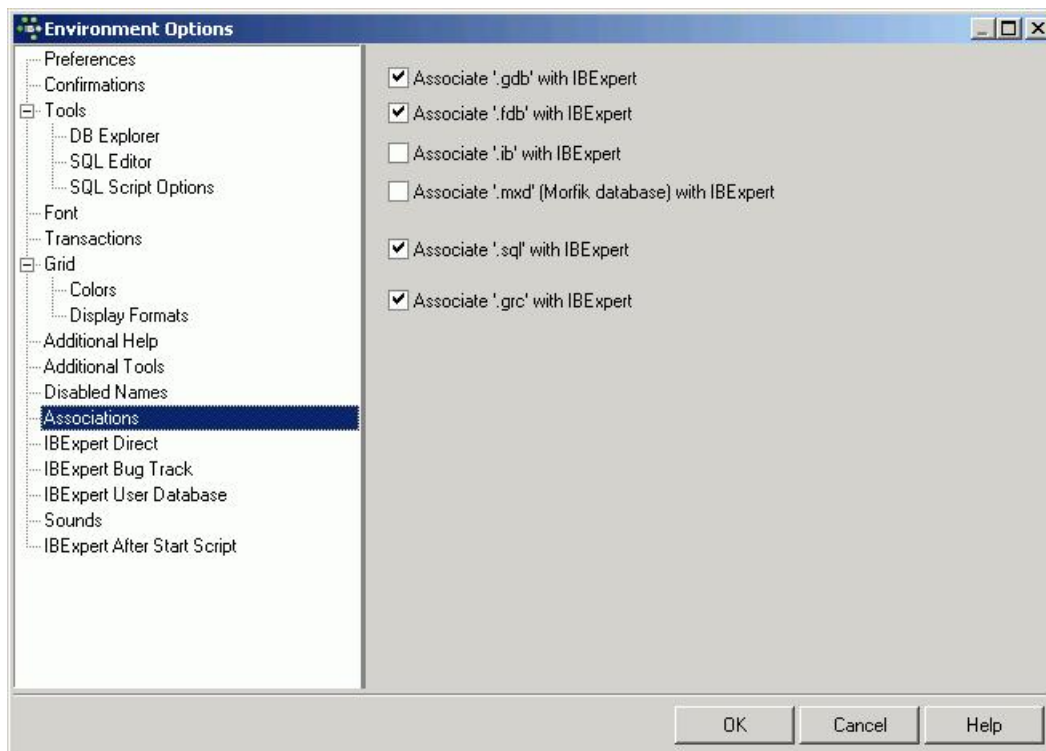 Environment Options
Preferences
Confirmations
Tools
DB Explorer
SQL Editor
SQL Script Options
Font
Transactions
Grid
Colors
Display Formats
Additional Help
Additional Tools
Disabled Names
Associations
IBExpert Direct
IBExpert Bug Track
IBExpert User Database
Sounds
IBExpert After Start Script
Associate '.gdb' with IBExpert
Associate '.fdb' with IBExpert
Associate '.ib' with IBExpert
Associate '.mxd' (Morfik database) with IBExpert
Associate '.sql' with IBExpert
Associate '.grc' with IBExpert
OK
Cancel
Help